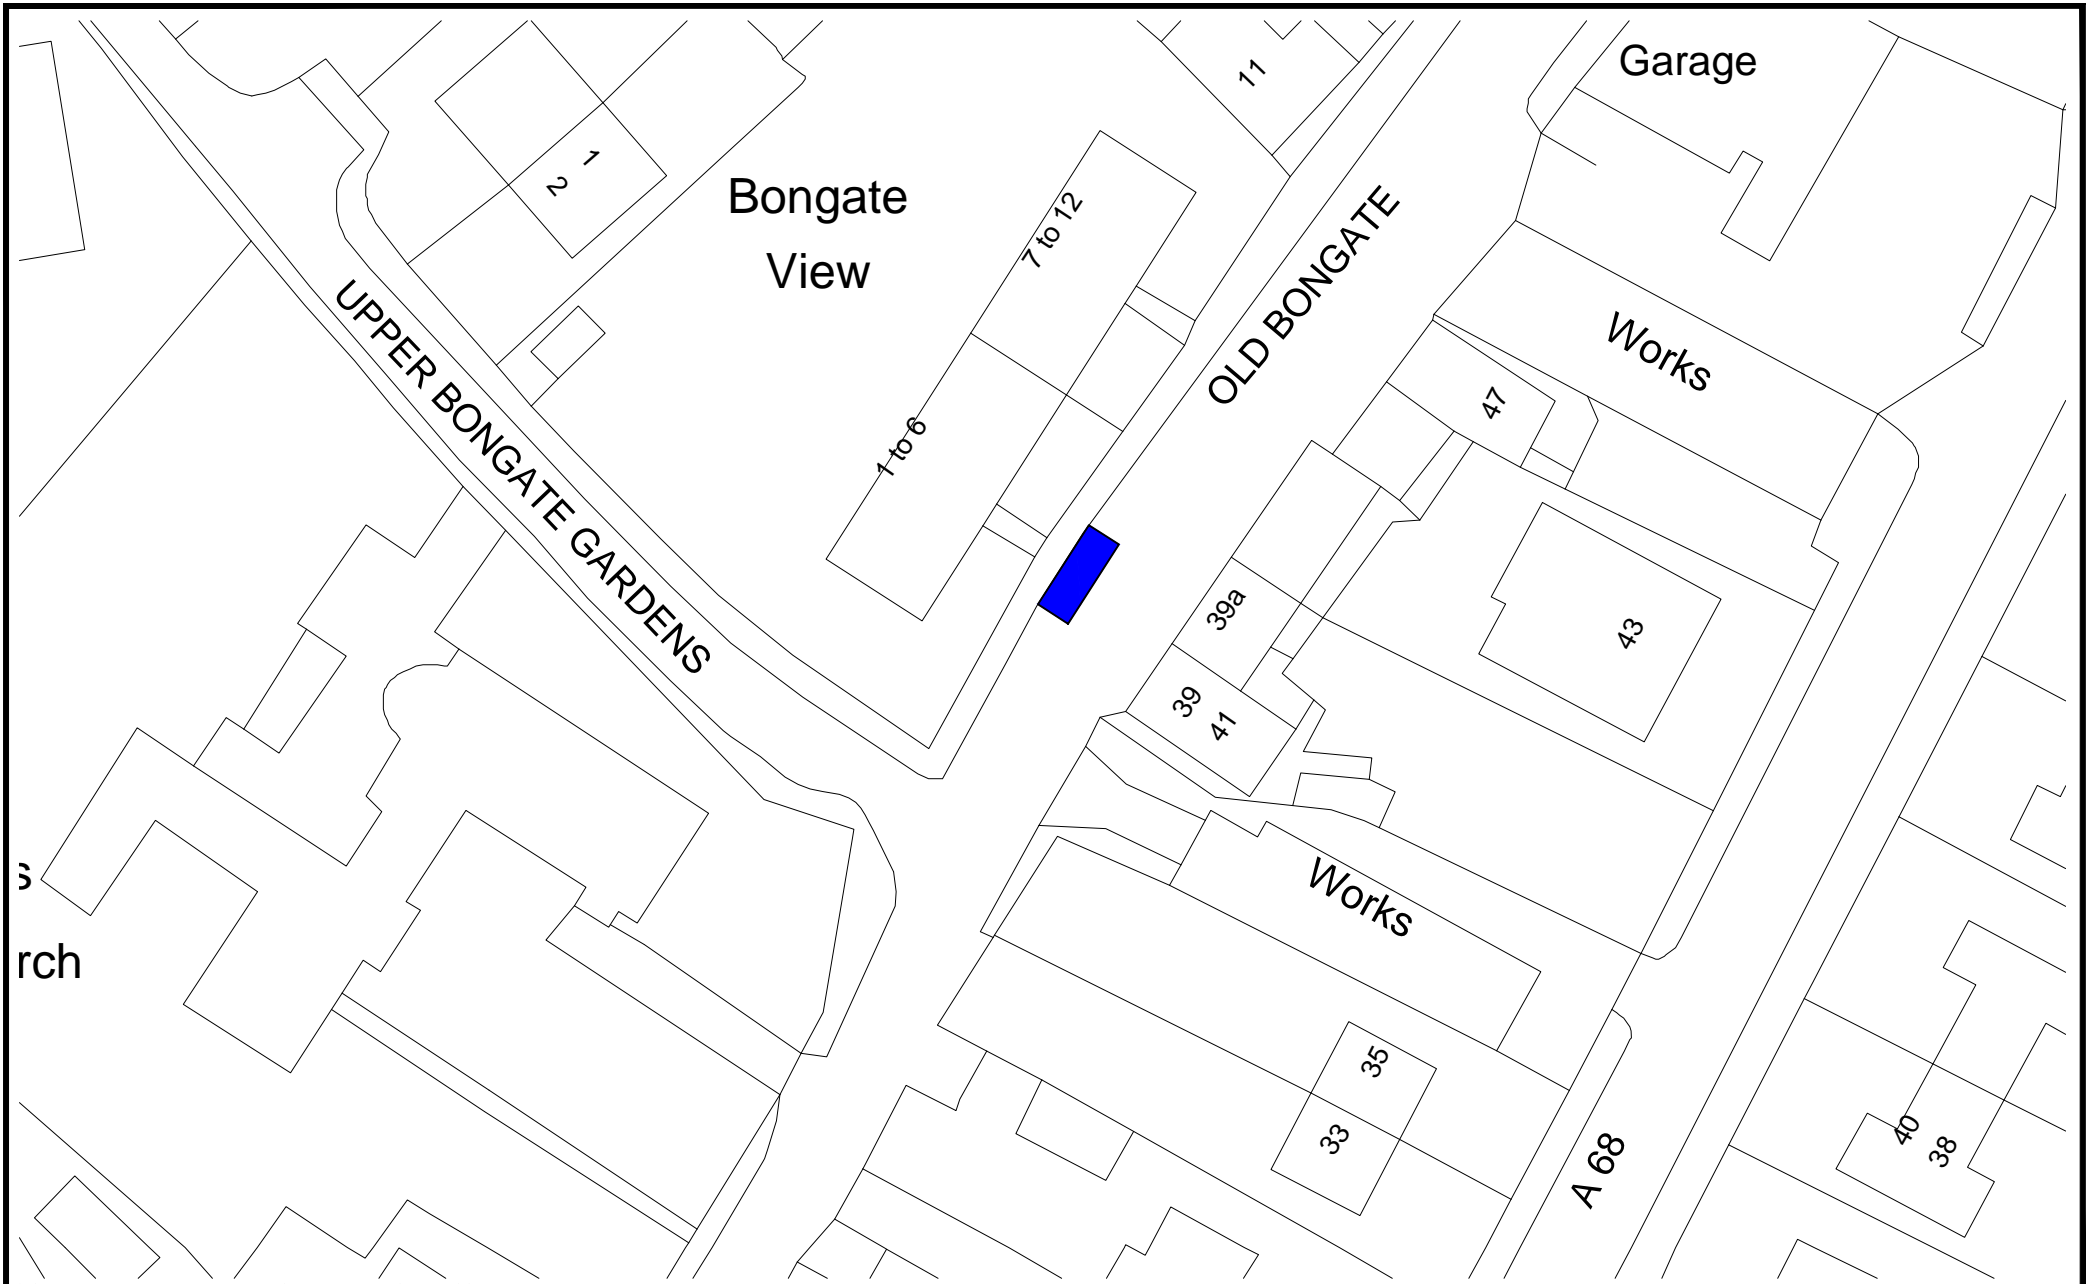 Garage
11
1
2
Bongate
View
7 to 12
OLD BONGATE
UPPER BONGATE GARDENS
Works
47
1 to 6
39a
43
39
41
s
Works
rch
35
33
40
38
A 68